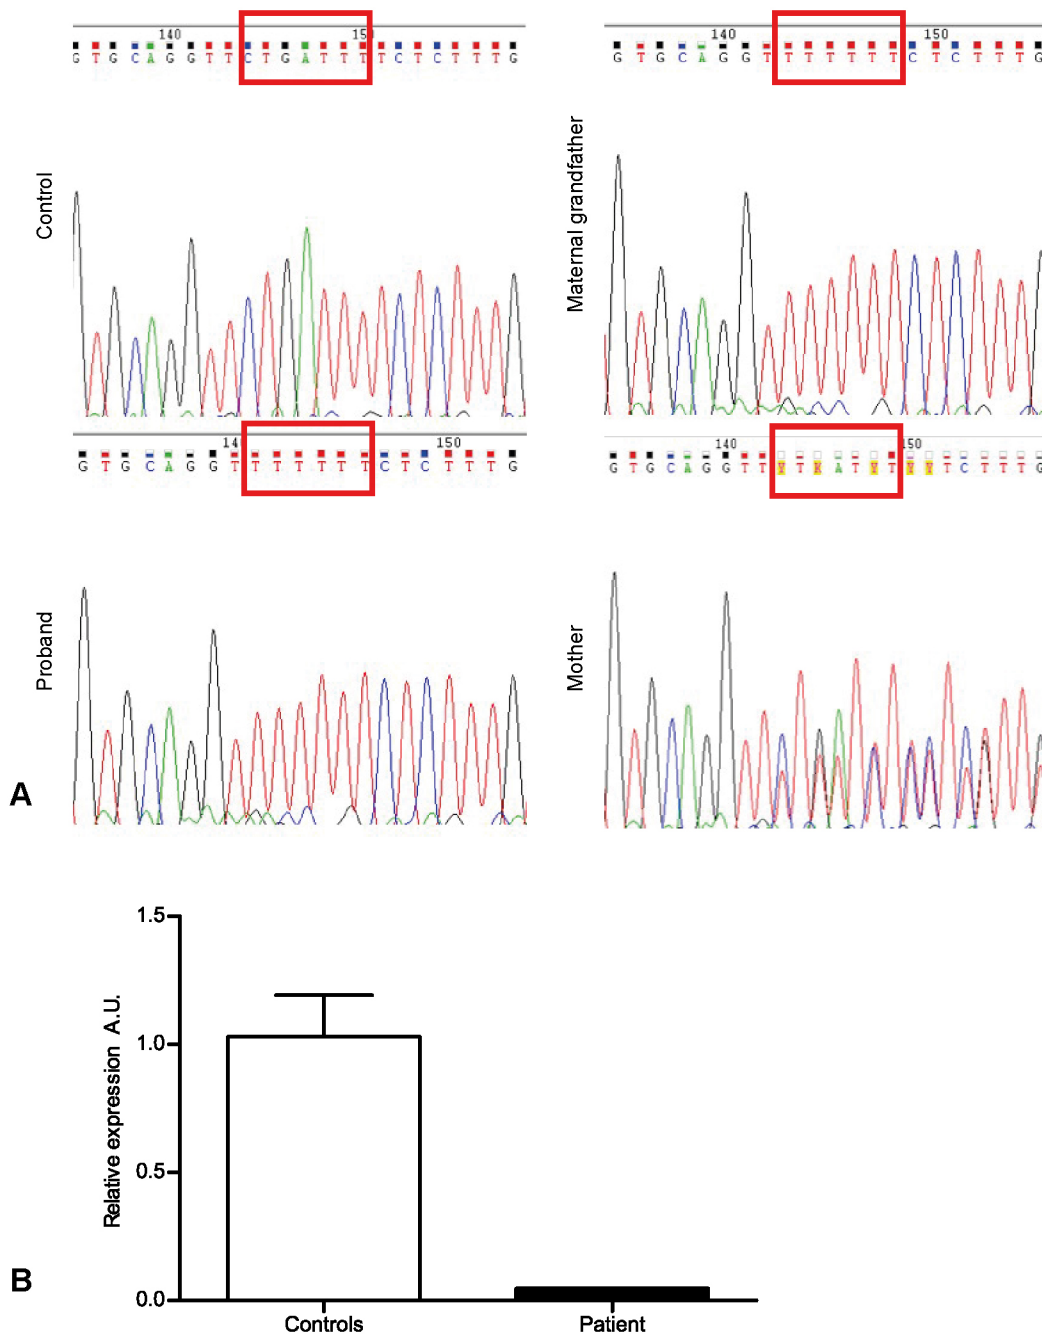 140 150
G T G C A G G T T C T G A T T T T C T C T T T G
Control
140 150
G T G C A G G T T T T T T T C T C T T T G
Maternal grandfather
140 150
G T G C A G G T T T T T T T C T C T T T G
Proband
140 150
G T G C A G G T T Y T K A T Y T Y Y T C T T T G
Mother
A
1.5
1.0
0.5
0.0
Relative expression A.U.
Controls Patient
B